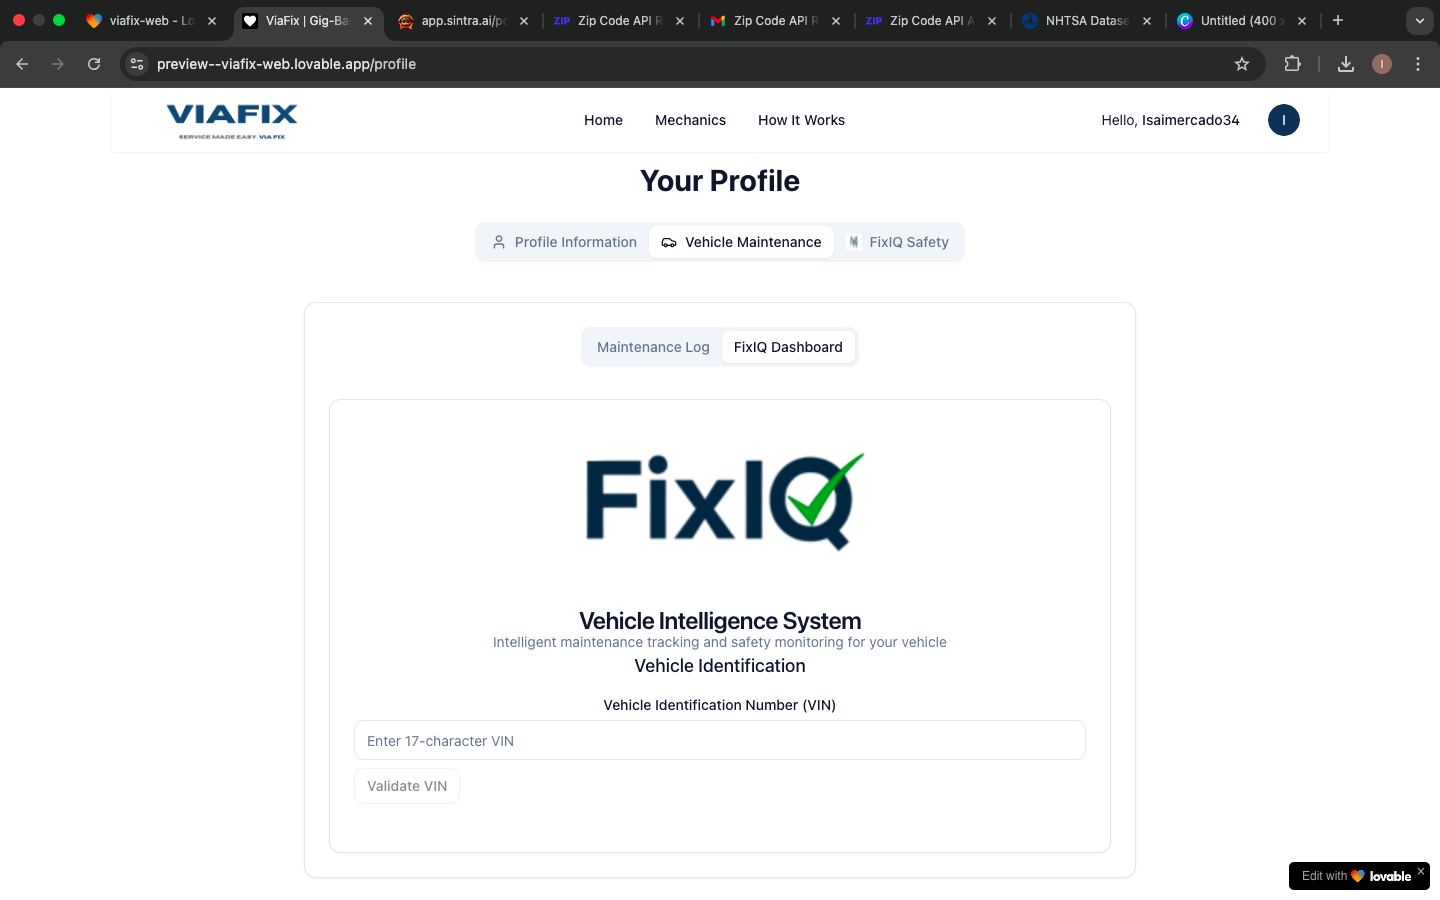 viafix-web - Lo
ViaFix | Gig-Ba
app.sintra.ai/p
ZIP Zip Code API R
Zip Code API R
ZIP Zip Code API A
NHTSA Datase
Untitled (400 x
preview--viafix-web.lovable.app/profile
I
VIAFIX
SERVICE MADE EASY. VIA FIX
Home
Mechanics
How It Works
Hello, Isaimercado34
I
Your Profile
Profile Information
Vehicle Maintenance
FixIQ Safety
Maintenance Log
FixIQ Dashboard
FixIQ
Vehicle Intelligence System
Intelligent maintenance tracking and safety monitoring for your vehicle
Vehicle Identification
Vehicle Identification Number (VIN)
Enter 17-character VIN
Validate VIN
Edit with lovable